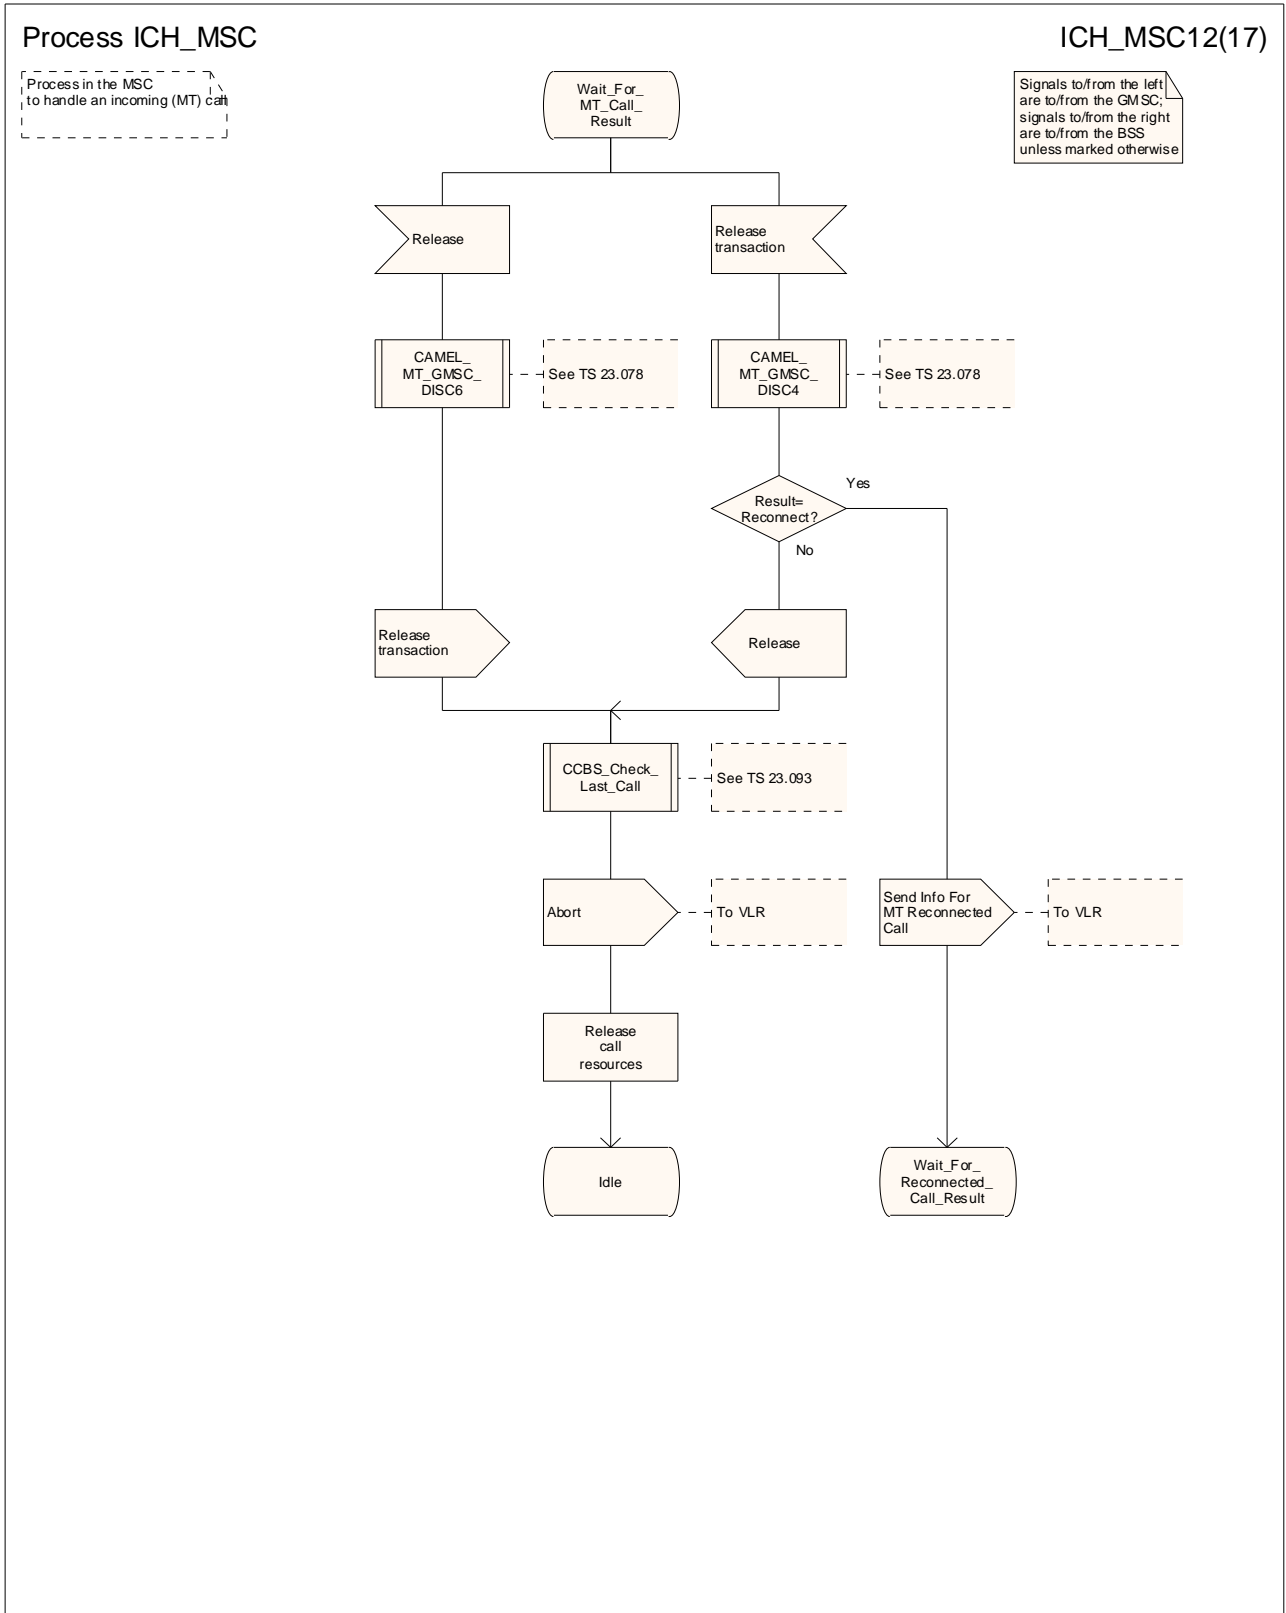 Process ICH_MSC
ICH_MSC12(17)
Process in the MSC
to handle an incoming (MT) call
Wait_For_
MT_Call_
Result
Signals to/from the left
are to/from the GMSC;
signals to/from the right
are to/from the BSS
unless marked otherwise
Release
Release
transaction
CAMEL_
MT_GMSC_
DISC6
See TS 23.078
CAMEL_
MT_GMSC_
DISC4
See TS 23.078
Result=
Reconnect?
Yes
No
Release
transaction
Release
CCBS_Check_
Last_Call
See TS 23.093
Abort
To VLR
Send Info For
MT Reconnected
Call
To VLR
Release
call
resources
Idle
Wait_For_
Reconnected_
Call_Result